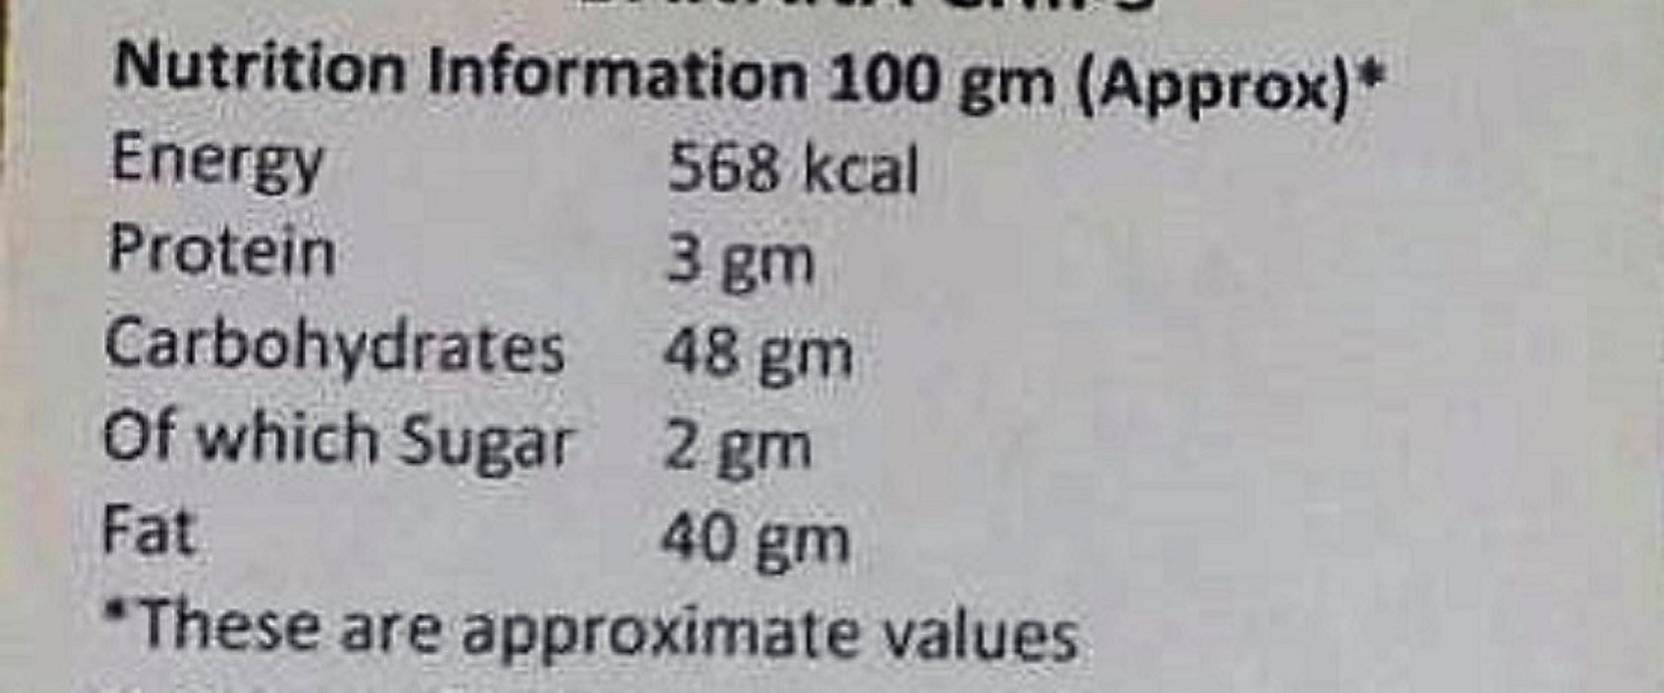 CHIPS
Nutrition Information 100 gm (Approx)*
Energy 568 kcal
Protein 3 gm
Carbohydrates 48 gm
Of which Sugar 2 gm
Fat 40 gm
*These are approximate values